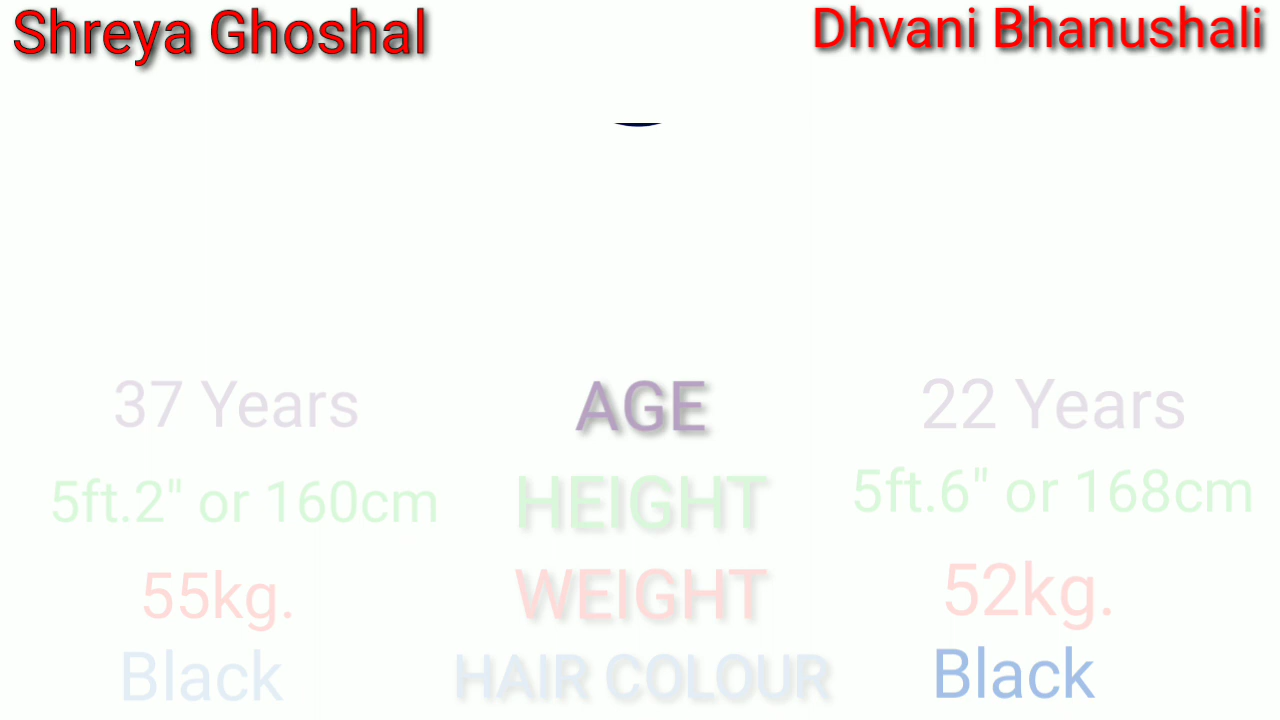 Shreya Ghoshal Dhvani Bhanushali
37 Years AGE 22 Years
5ft.2" or 160cm HEIGHT 5ft.6" or 168cm
55kg. WEIGHT 52kg.
Black HAIR COLOUR Black